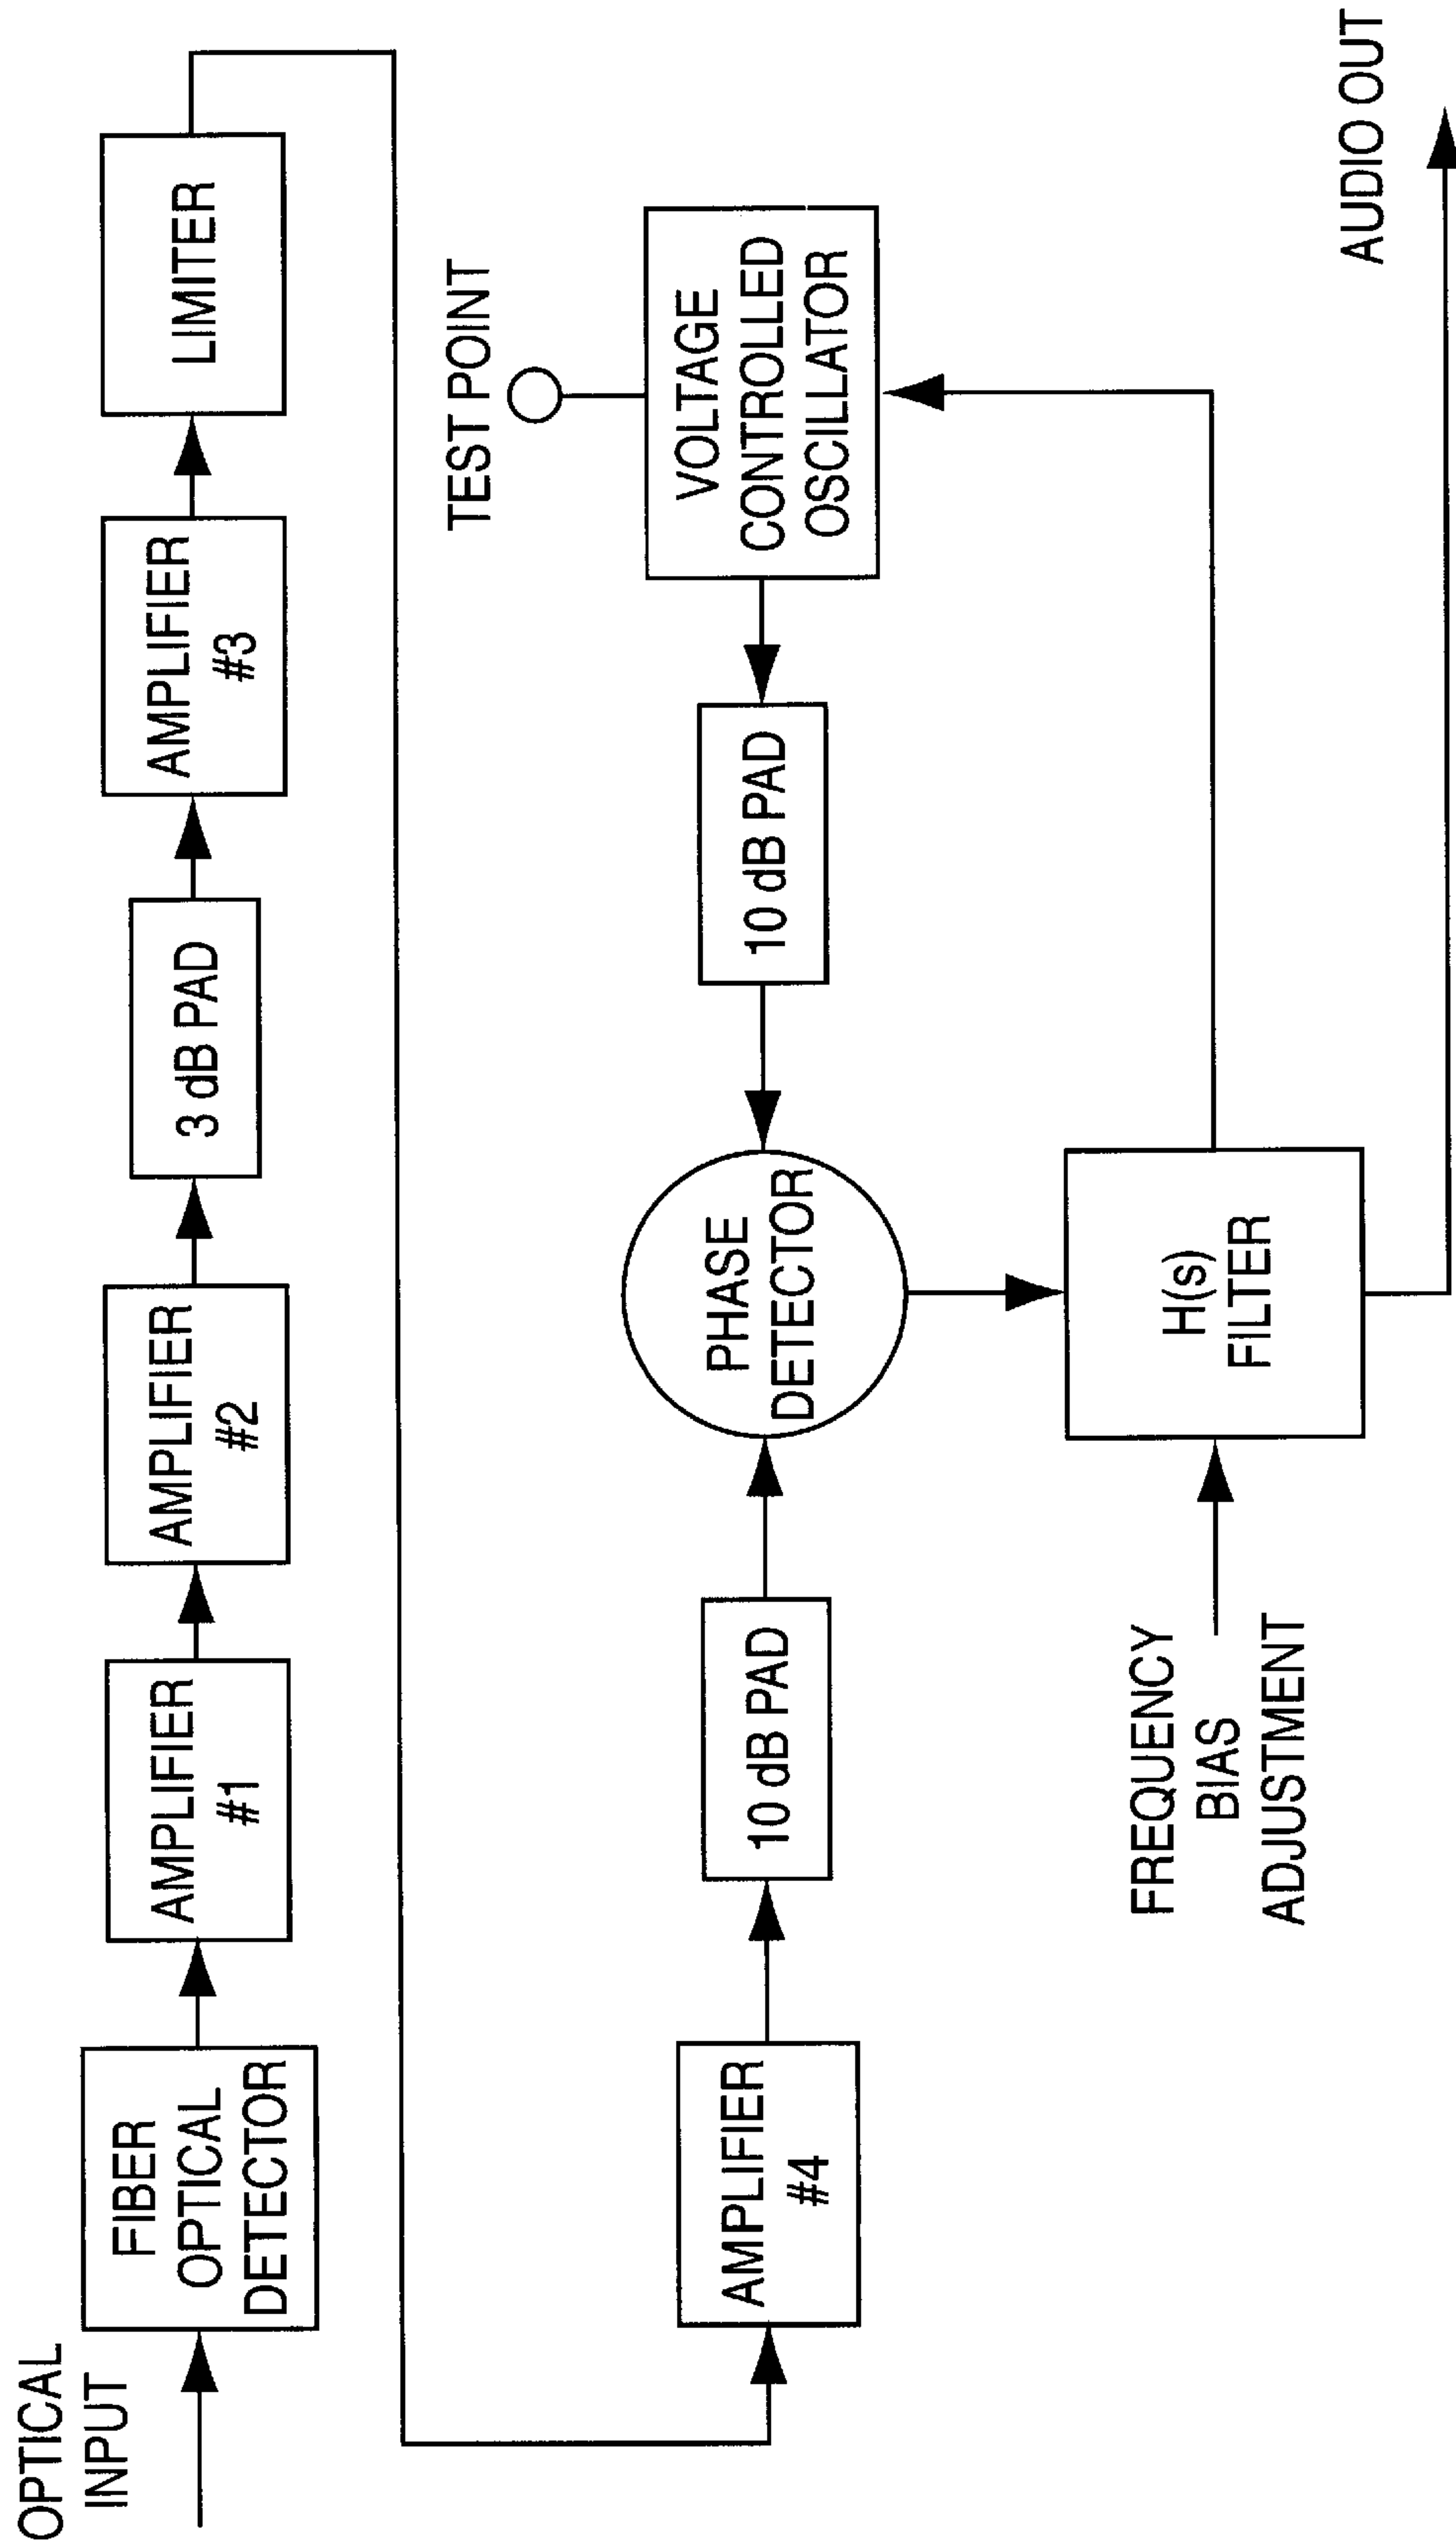 OPTICAL
INPUT
FIBER
OPTICAL
DETECTOR
AMPLIFIER
#1
AMPLIFIER
#2
3 dB PAD
AMPLIFIER
#3
LIMITER
AMPLIFIER
#4
10 dB PAD
PHASE
DETECTOR
10 dB PAD
VOLTAGE
CONTROLLED
OSCILLATOR
TEST POINT
FREQUENCY
BIAS
ADJUSTMENT
H(s)
FILTER
AUDIO OUT